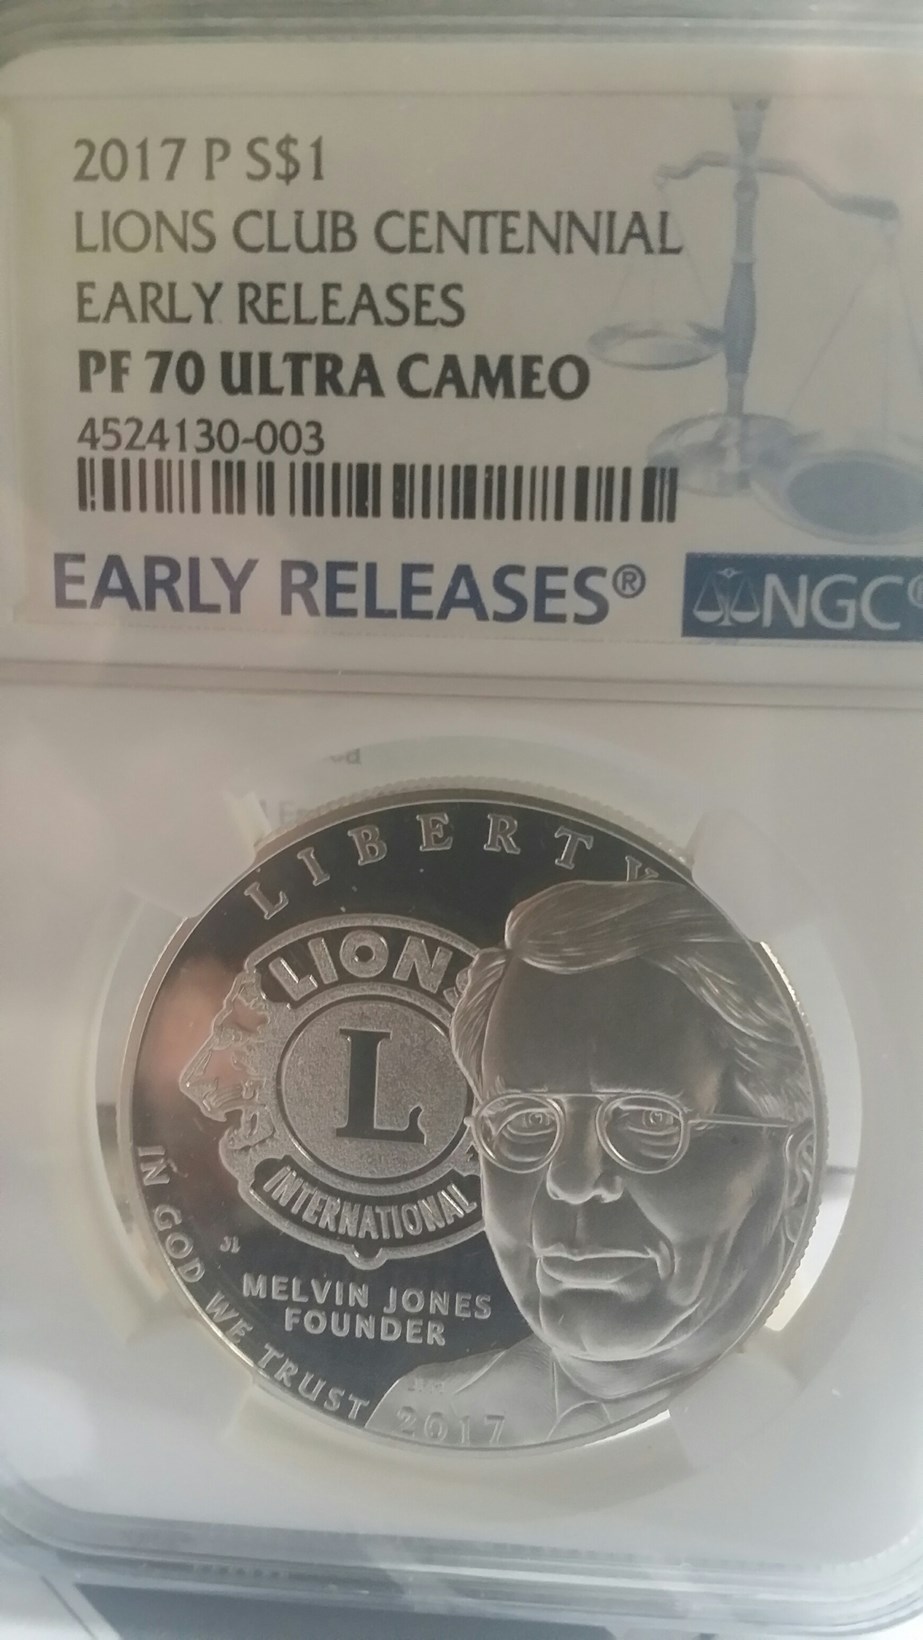 2017 P S$1
LIONS CLUB CENTENNIAL
EARLY RELEASES
PF 70 ULTRA CAMEO
4524130-003
EARLY RELEASES®
NGC®
LIBERTY
LIONS
L
INTERNATIONAL
IN GOD WE TRUST
MELVIN JONES
FOUNDER
2017